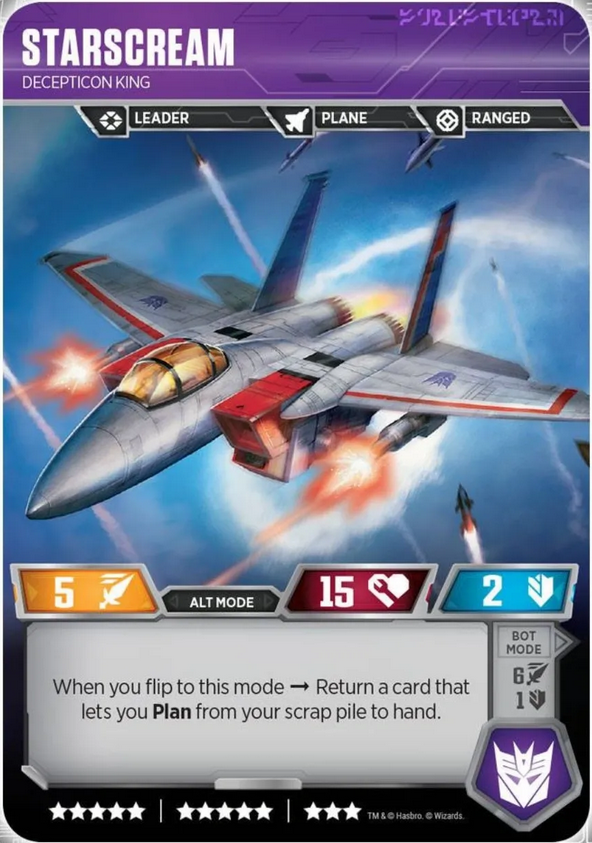 STARSCREAM
DECEPTICON KING
LEADER
PLANE
RANGED
5
ALT MODE
15
2
BOT
MODE
6
1
When you flip to this mode → Return a card that
lets you Plan from your scrap pile to hand.
★★★★★ | ★★★★★ | ★★★
TM & © Hasbro. © Wizards.